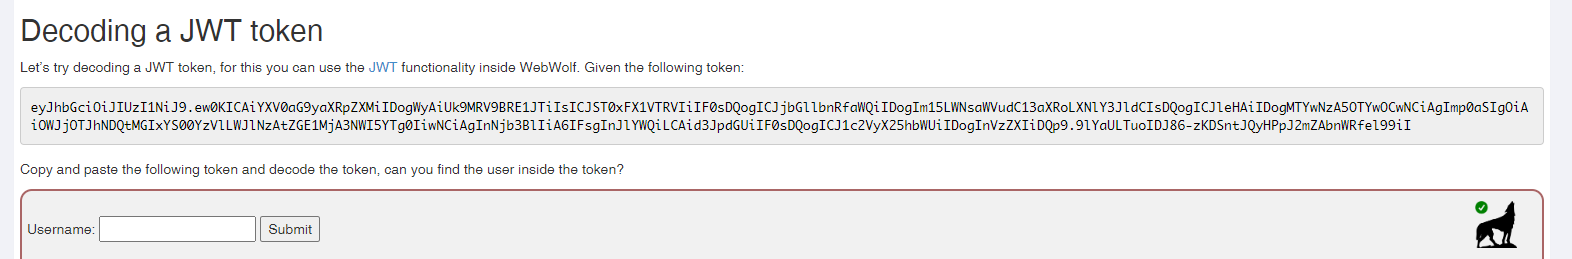 Decoding a JWT token
Let's try decoding a JWT token, for this you can use the JWT functionality inside WebWolf. Given the following token:
eyJhbGciOiJIUzI1NiJ9.ew0KICAiYXV0aG9yaXRpZXMiIDogWyAiUk9MRV9BRE1JTiIsICJST0xFX1VTRVIiIF0sDQogICJjbGllbnRfaWQiIDogIm15LWNsaWVudC13aXRoLXNlY3JldCIsDQogICJleHAiIDogMTYwNzA5OTYwOCwNCiAgImp0aSIgOiA
iOWJjOTJhNDQtMGIxYS00YzVlLWJlNzAtZGE1MjA3NWI5YTg0IiwNCiAgInNjb3BlIiA6IFsgInJlYWQiLCAid3JpdGUiIF0sDQogICJ1c2VyX25hbWUiIDogInVzZXIiDQp9.9lYaULTuoIDJ86-zKDSntJQyHPpJ2mZAbnWRfel99iI
Copy and paste the following token and decode the token, can you find the user inside the token?
Username:
Submit